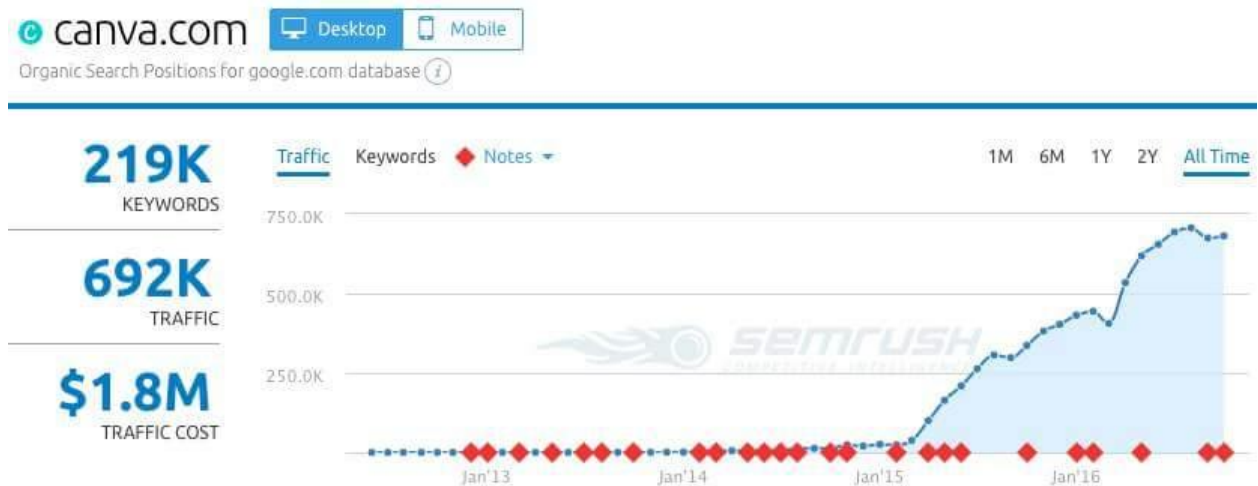 canva.com Desktop Mobile
Organic Search Positions for google.com database i
219K
KEYWORDS
692K
TRAFFIC
$1.8M
TRAFFIC COST
Traffic Keywords Notes 1M 6M 1Y 2Y All Time
750.0K
500.0K
250.0K
SEMRUSH
COMPETITIVE INTELLIGENCE
Jan'13 Jan'14 Jan'15 Jan'16